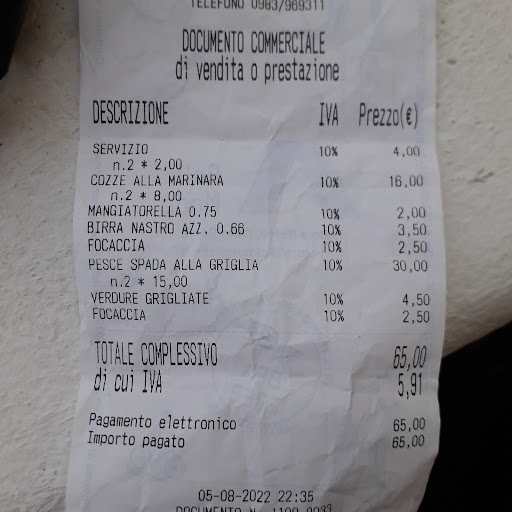 TELEFONO 0983/969311
DOCUMENTO COMMERCIALE
di vendita o prestazione
DESCRIZIONE IVA Prezzo(€)
SERVIZIO 10% 4,00
n.2 * 2,00
COZZE ALLA MARINARA 10% 16,00
n.2 * 8,00
MANGIATORELLA 0.75 10% 2,00
BIRRA NASTRO AZZ. 0.66 10% 3,50
FOCACCIA 10% 2,50
PESCE SPADA ALLA GRIGLIA 10% 30,00
n.2 * 15,00
VERDURE GRIGLIATE 10% 4,50
FOCACCIA 10% 2,50
TOTALE COMPLESSIVO 65,00
di cui IVA 5,91
Pagamento elettronico 65,00
Importo pagato 65,00
05-08-2022 22:35
DOCUMENTO N.